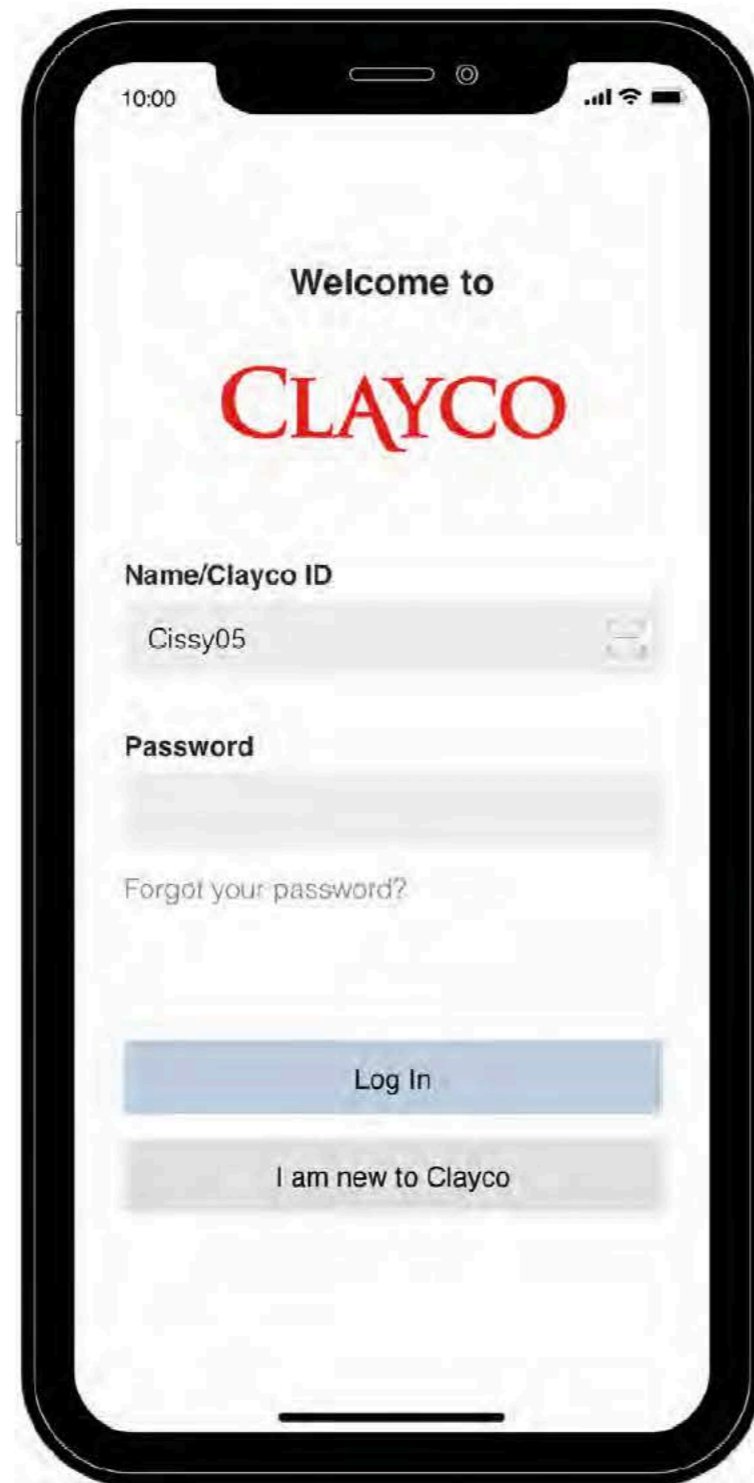 10:00
Welcome to
CLAYCO
Name/Clayco ID
Cissy05
Password
Forgot your password?
Log In
I am new to Clayco